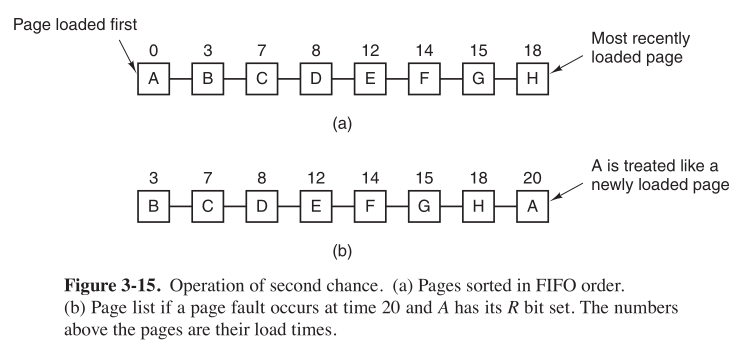 Page loaded first
0 3 7 8 12 14 15 18
A B C D E F G H
Most recently
loaded page
(a)
3 7 8 12 14 15 18 20
B C D E F G H A
A is treated like a
newly loaded page
(b)
Figure 3-15. Operation of second chance. (a) Pages sorted in FIFO order.
(b) Page list if a page fault occurs at time 20 and A has its R bit set. The numbers
above the pages are their load times.